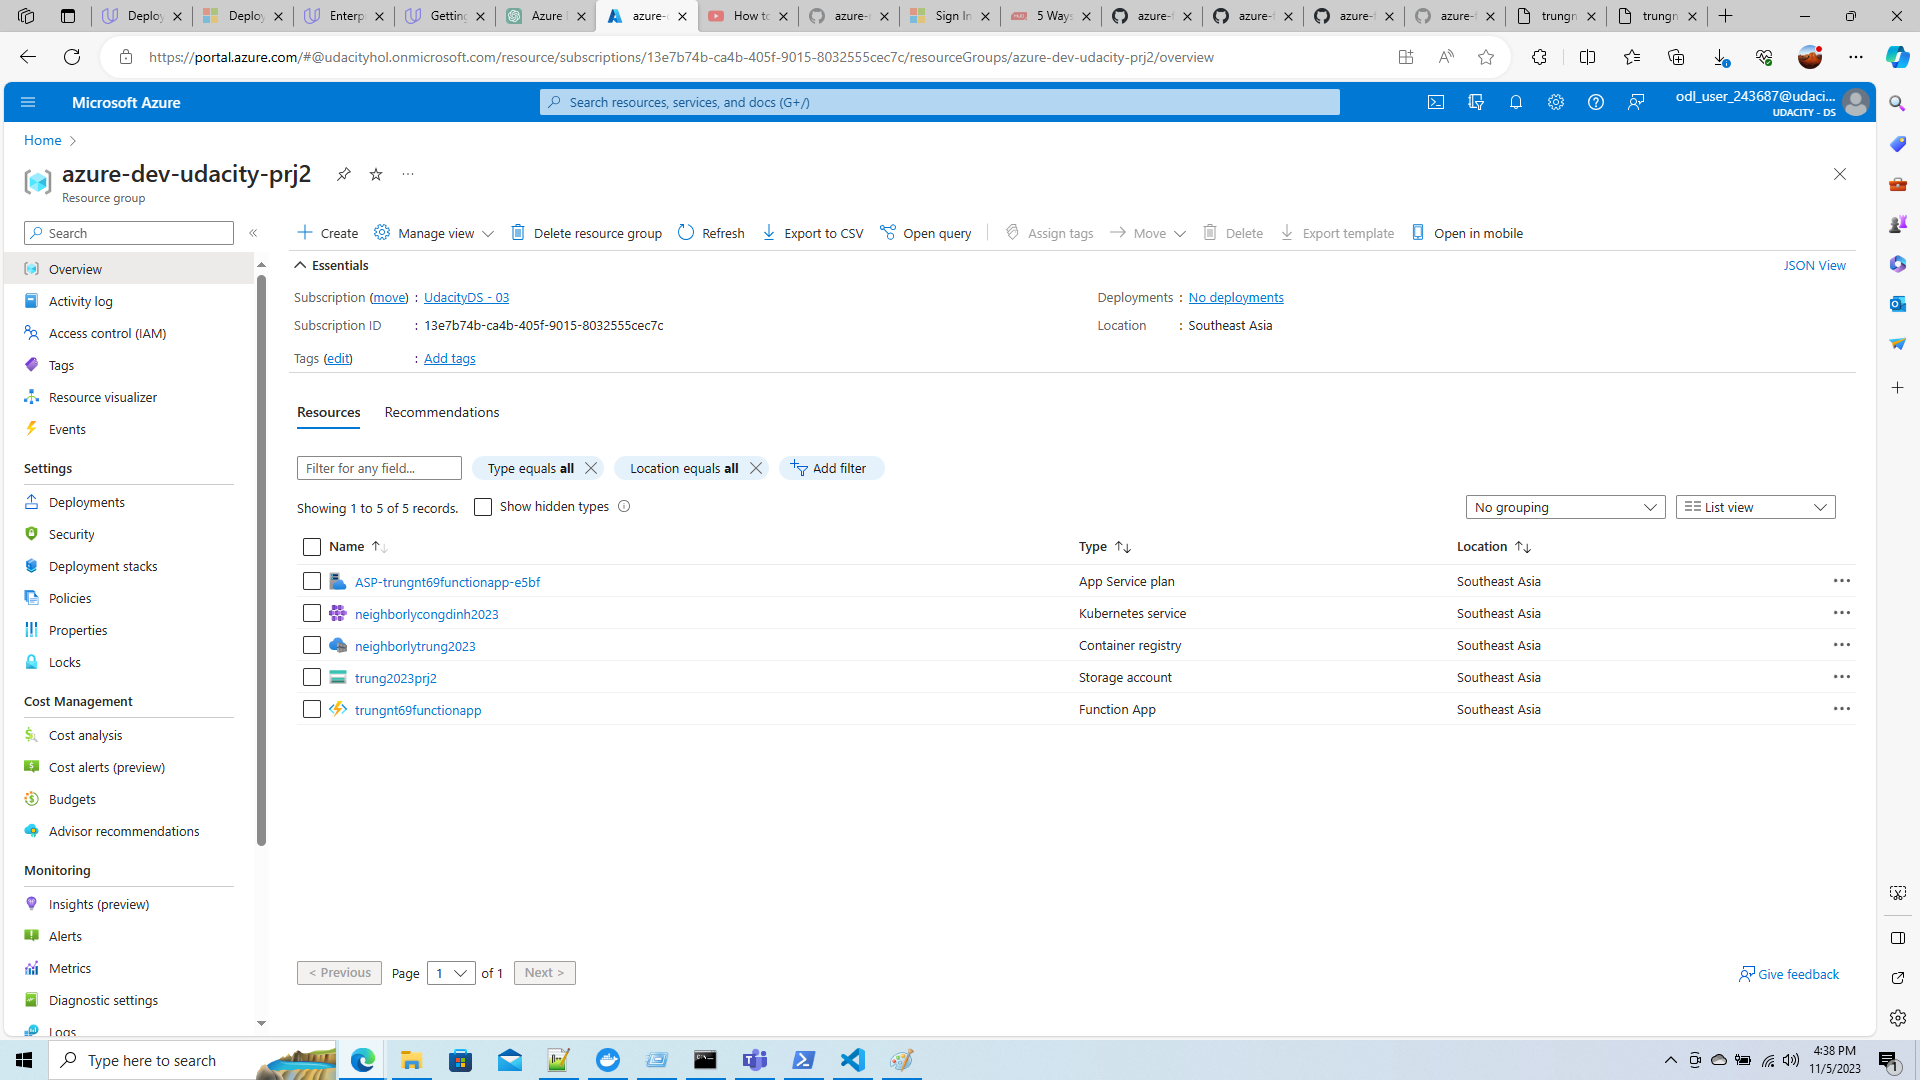 Deploy
Deploy
Enterp
Getting
Azure
azure-
How to
azure-
Sign In
5 Ways
azure-f
azure-f
azure-f
azure-f
trungn
trungn
https://portal.azure.com/#@udacityhol.onmicrosoft.com/resource/subscriptions/13e7b74b-ca4b-405f-9015-8032555cec7c/resourceGroups/azure-dev-udacity-prj2/overview
Microsoft Azure
Search resources, services, and docs (G+/)
odl_user_243687@udaci...
UDACITY - DS
Home
azure-dev-udacity-prj2
Resource group
Search
Create
Manage view
Delete resource group
Refresh
Export to CSV
Open query
Assign tags
Move
Delete
Export template
Open in mobile
Overview
Activity log
Access control (IAM)
Tags
Resource visualizer
Events
Settings
Deployments
Security
Deployment stacks
Policies
Properties
Locks
Cost Management
Cost analysis
Cost alerts (preview)
Budgets
Advisor recommendations
Monitoring
Insights (preview)
Alerts
Metrics
Diagnostic settings
Logs
Essentials
JSON View
Subscription (move) : UdacityDS - 03
Deployments : No deployments
Subscription ID : 13e7b74b-ca4b-405f-9015-8032555cec7c
Location : Southeast Asia
Tags (edit) : Add tags
Resources Recommendations
Filter for any field...
Type equals all
Location equals all
Add filter
Showing 1 to 5 of 5 records.
Show hidden types
No grouping
List view
Name Type Location
ASP-trungnt69functionapp-e5bf App Service plan Southeast Asia
neighborlycongdinh2023 Kubernetes service Southeast Asia
neighborlytrung2023 Container registry Southeast Asia
trung2023prj2 Storage account Southeast Asia
trungnt69functionapp Function App Southeast Asia
< Previous Page 1 of 1 Next >
Give feedback
Type here to search
4:38 PM
11/5/2023
1